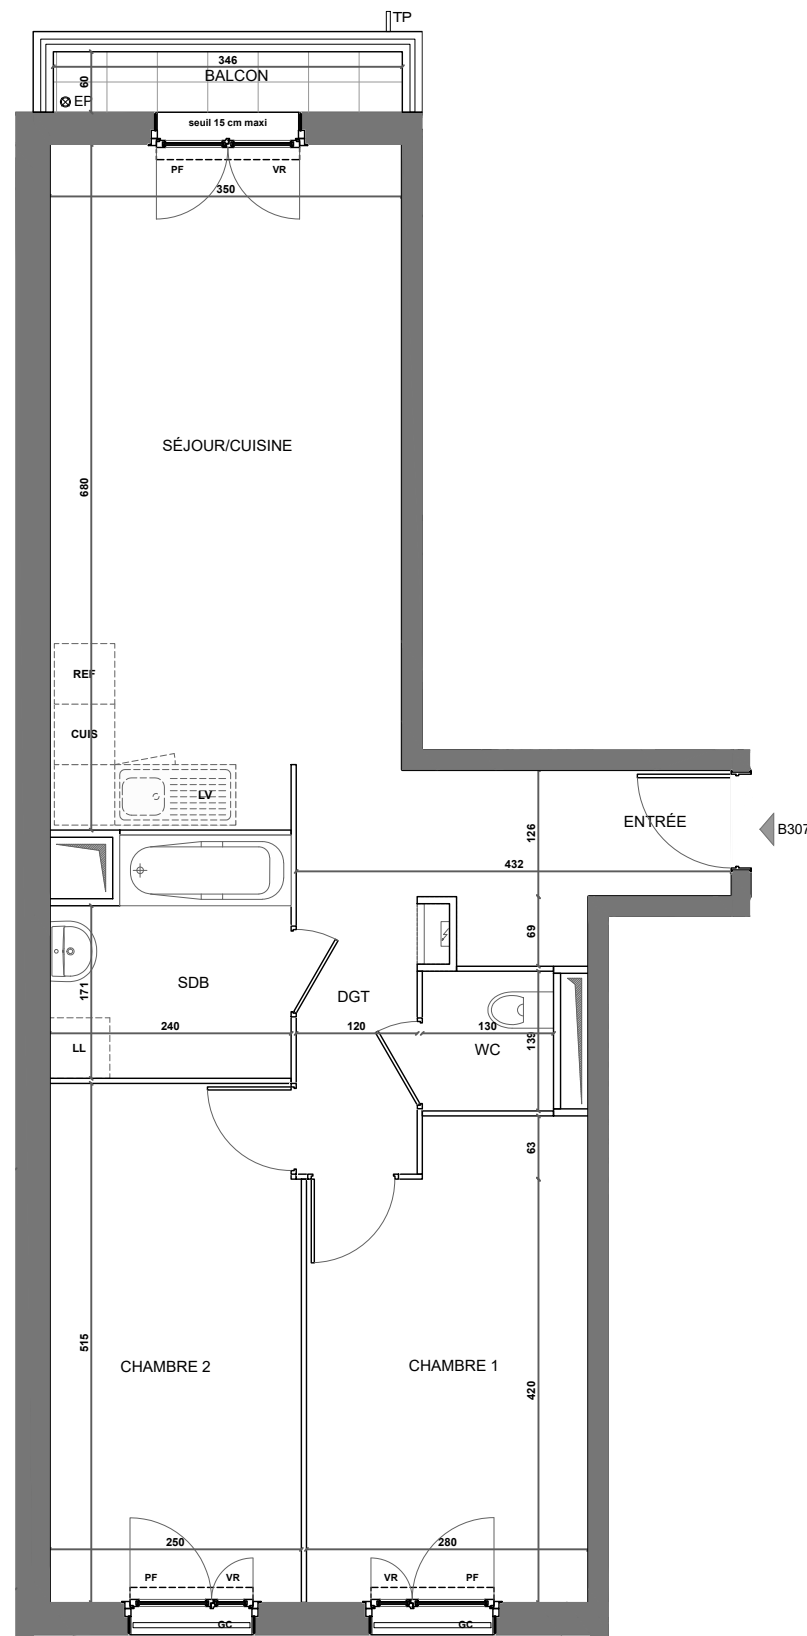 TP
346
BALCON
60
EP
seuil 15 cm maxi
PF
VR
350
SÉJOUR/CUISINE
680
REF
CUIS
LV
ENTRÉE
B307
126
432
69
SDB
171
DGT
240
120
130
139
LL
WC
63
515
CHAMBRE 2
CHAMBRE 1
420
250
280
PF
VR
VR
PF
GC
GC